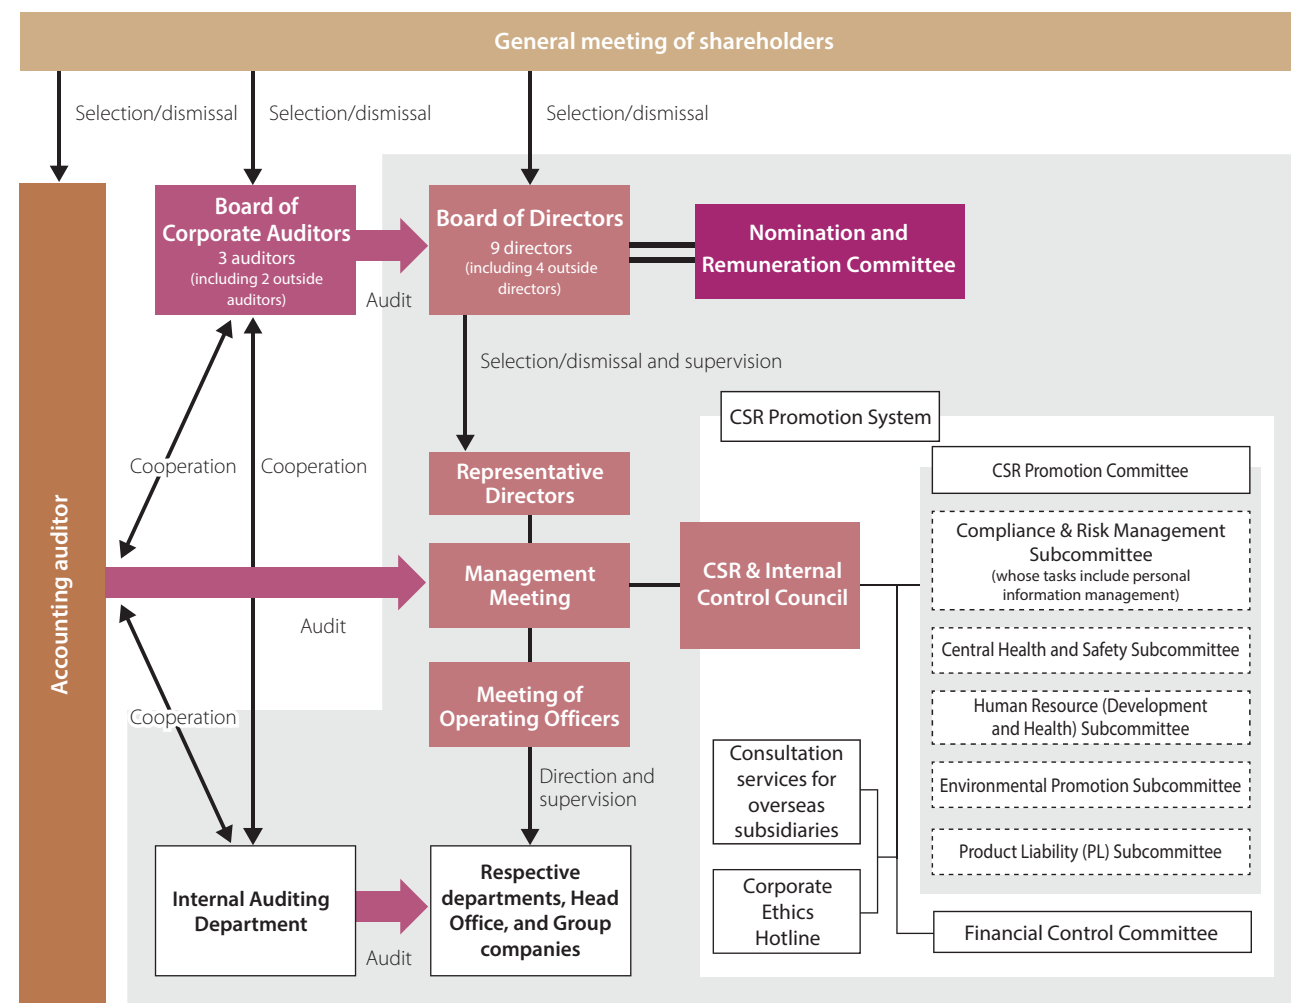 General meeting of shareholders
Selection/dismissal
Selection/dismissal
Selection/dismissal
Board of
Corporate Auditors
3 auditors
(including 2 outside
auditors)
Audit
Board of Directors
9 directors
(including 4 outside
directors)
Nomination and
Remuneration Committee
Selection/dismissal and supervision
CSR Promotion System
Cooperation
Cooperation
Representative
Directors
CSR Promotion Committee
Accounting auditor
Compliance & Risk Management
Subcommittee
(whose tasks include personal
information management)
Management
Meeting
CSR & Internal
Control Council
Audit
Central Health and Safety Subcommittee
Cooperation
Meeting of
Operating Officers
Human Resource (Development
and Health) Subcommittee
Direction and
supervision
Consultation
services for
overseas
subsidiaries
Environmental Promotion Subcommittee
Product Liability (PL) Subcommittee
Internal Auditing
Department
Audit
Respective
departments, Head
Office, and Group
companies
Corporate
Ethics
Hotline
Financial Control Committee